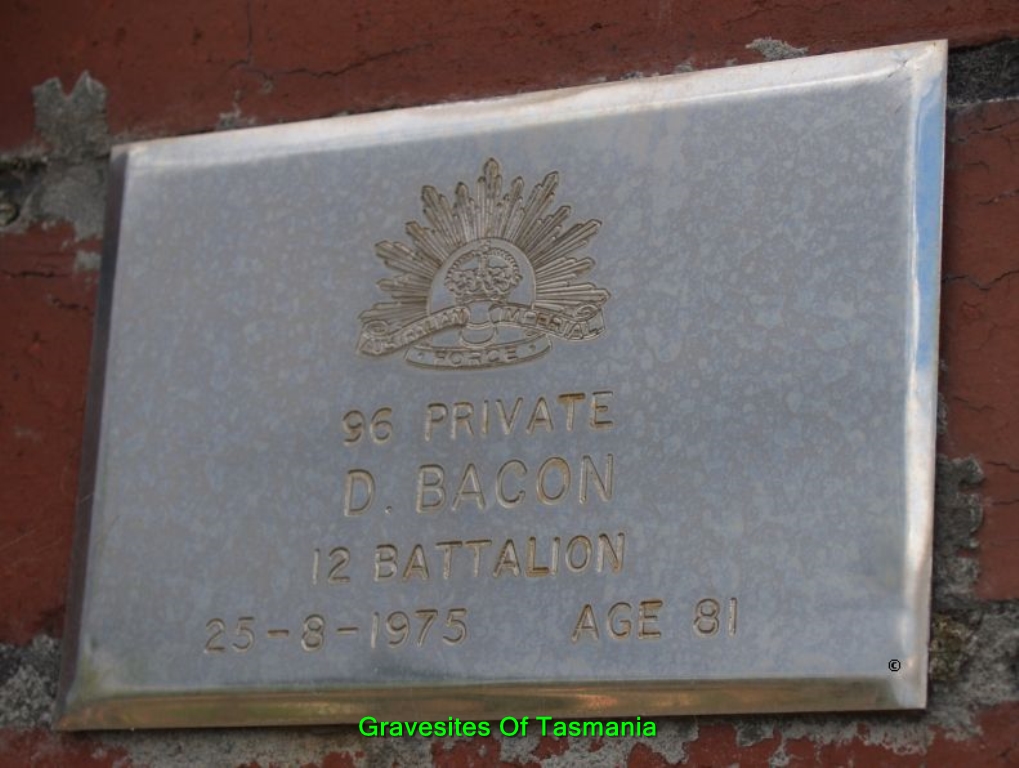 AUSTRALIAN IMPERIAL
FORCE
96 PRIVATE
D. BACON
12 BATTALION
25-8-1975 AGE 81
©
Gravesites Of Tasmania